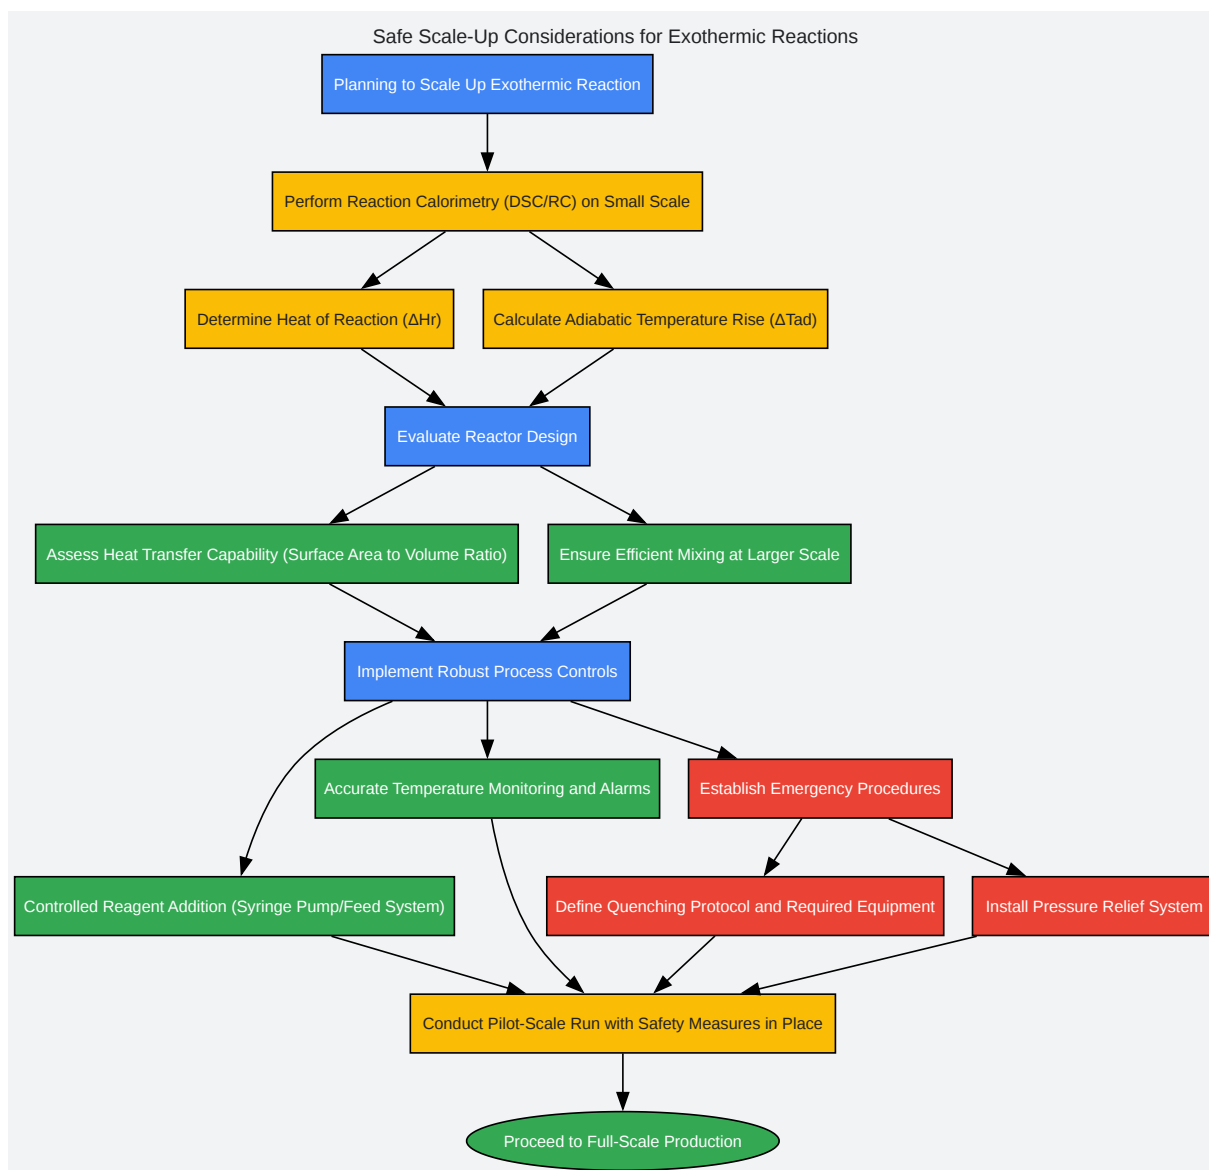 Safe Scale-Up Considerations for Exothermic Reactions
Planning to Scale Up Exothermic Reaction
Perform Reaction Calorimetry (DSC/RC) on Small Scale
Determine Heat of Reaction (ΔHr)
Calculate Adiabatic Temperature Rise (ΔTad)
Evaluate Reactor Design
Assess Heat Transfer Capability (Surface Area to Volume Ratio)
Ensure Efficient Mixing at Larger Scale
Implement Robust Process Controls
Accurate Temperature Monitoring and Alarms
Establish Emergency Procedures
Controlled Reagent Addition (Syringe Pump/Feed System)
Define Quenching Protocol and Required Equipment
Install Pressure Relief System
Conduct Pilot-Scale Run with Safety Measures in Place
Proceed to Full-Scale Production